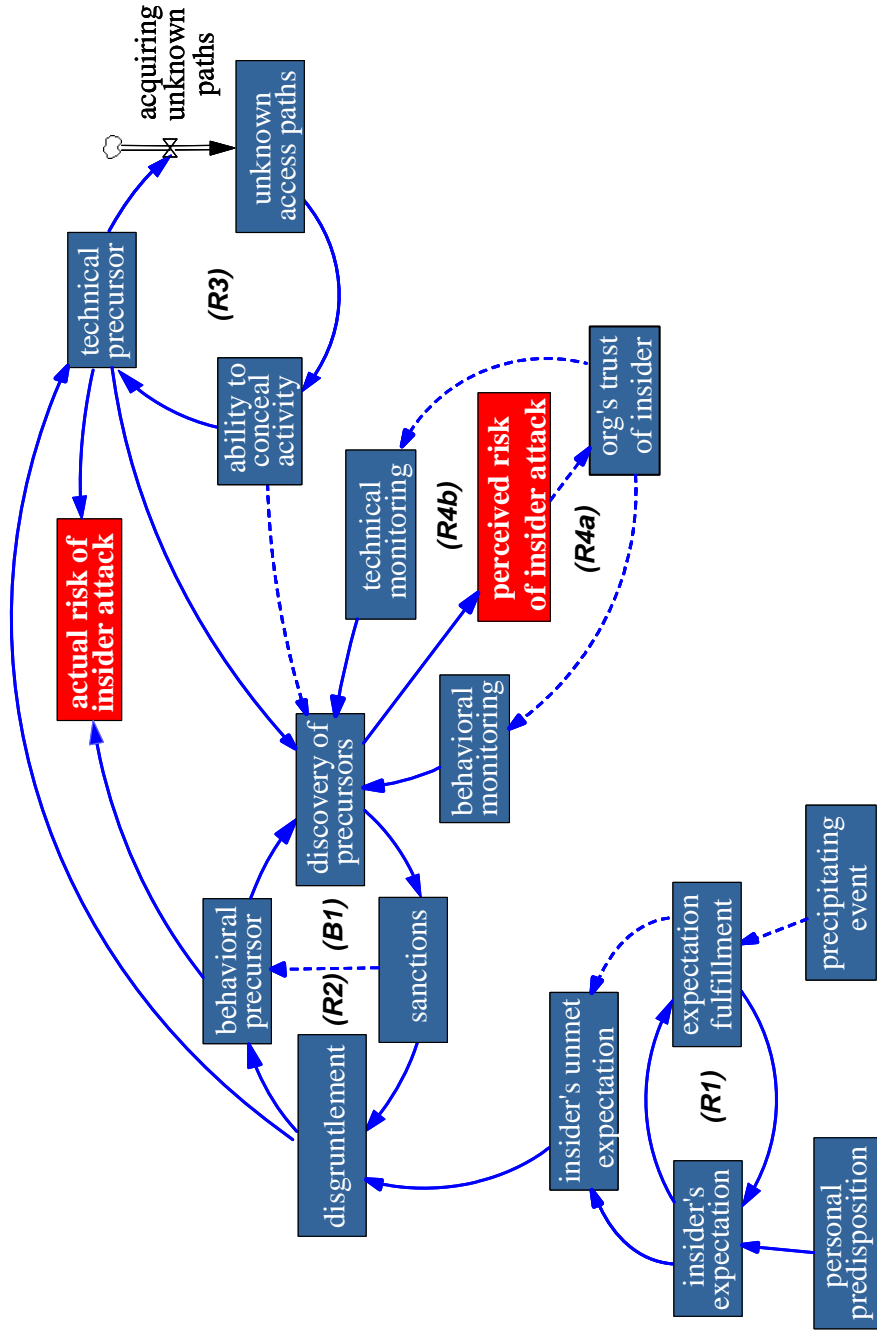 actual risk of
insider attack
technical
precursor
acquiring
unknown
paths
behavioral
precursor
(R3)
ability to
conceal
activity
unknown
access paths
disgruntlement
(R2)
(B1)
discovery of
precursors
sanctions
technical
monitoring
(R4b)
behavioral
monitoring
perceived risk
of insider attack
insider's unmet
expectation
(R4a)
org's trust
of insider
insider's
expectation
(R1)
expectation
fulfillment
personal
predisposition
precipitating
event